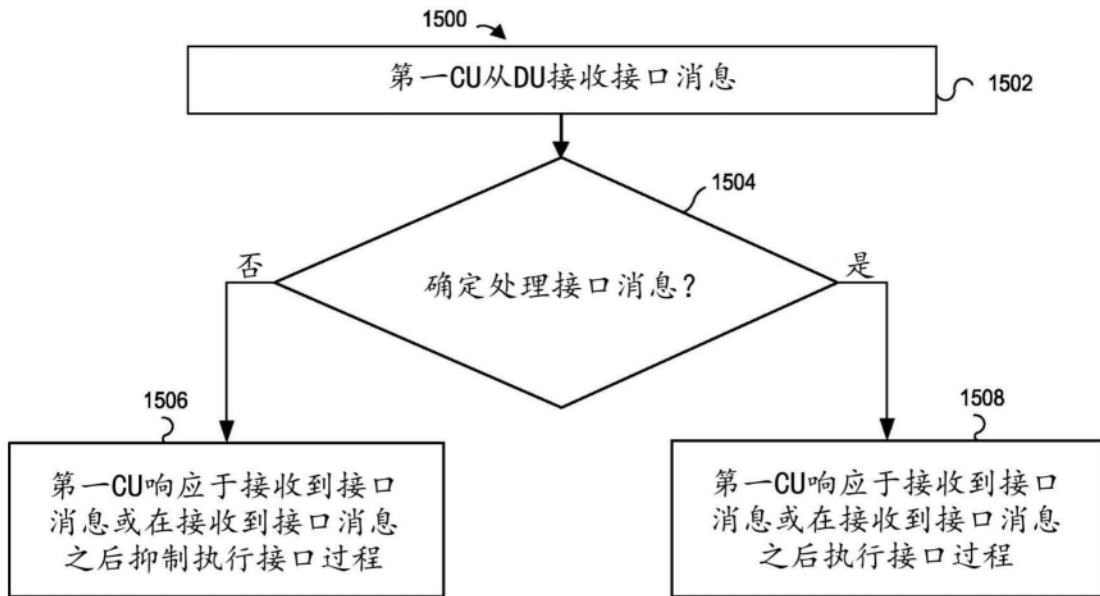 1500
第一CU从DU接收接口消息
1502
1504
否
确定处理接口消息?
是
1506
1508
第一CU响应于接收到接口
消息或在接收到接口消息
之后抑制执行接口过程
第一CU响应于接收到接口
消息或在接收到接口消息
之后执行接口过程